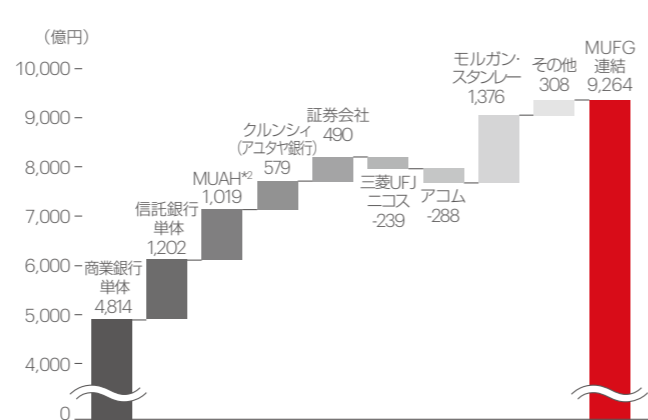 （億円）
10,000
9,000
8,000
7,000
6,000
5,000
4,000
0
商業銀行
単体
4,814
信託銀行
単体
1,202
MUAH*2
1,019
クルンシィ
（アユタヤ銀行）
579
証券会社
490
三菱UFJ
ニコス
-239
アコム
-288
モルガン・
スタンレー
1,376
その他
308
MUFG
連結
9,264